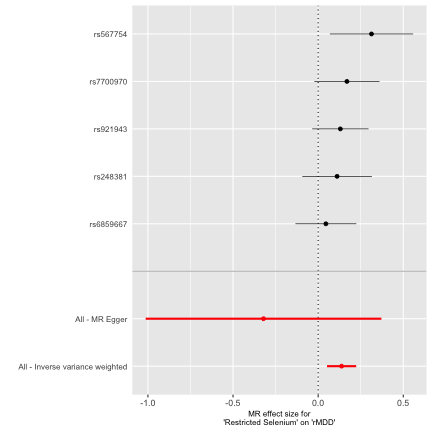 rs567754
rs7700970
rs921943
rs248381
rs6859667
All - MR Egger
All - Inverse variance weighted
-1.0 -0.5 0.0 0.5
MR effect size for
'Restricted Selenium' on 'rMDD'